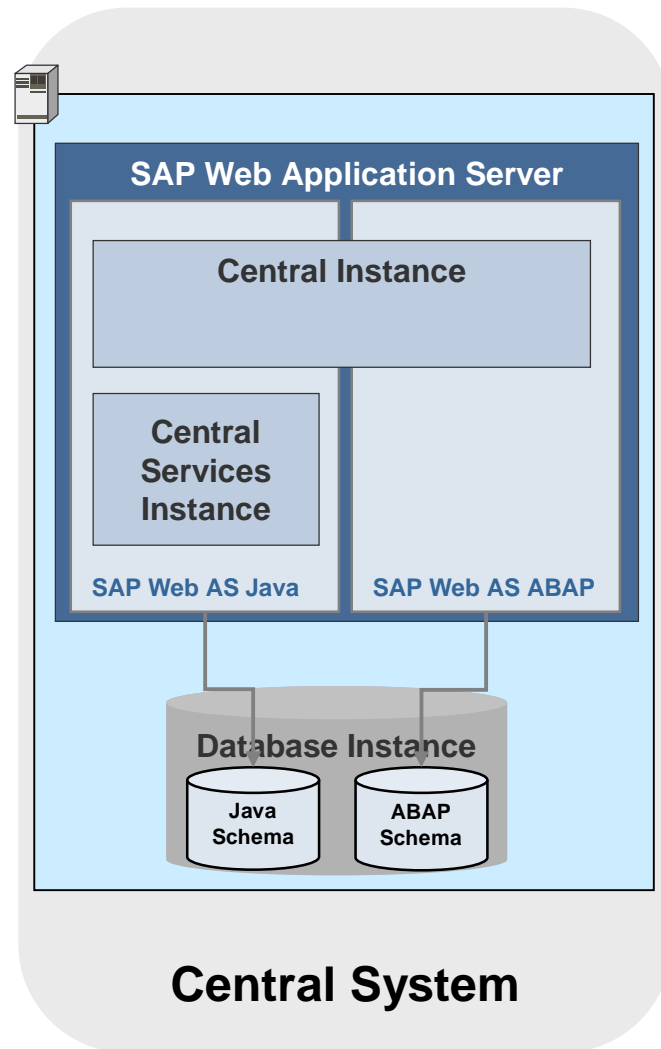 SAP Web Application Server
Central Instance
Central
Services
Instance
SAP Web AS Java
SAP Web AS ABAP
Database Instance
Java
Schema
ABAP
Schema
Central System